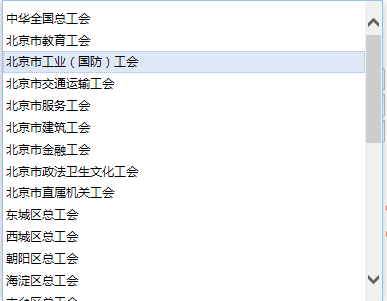 中华全国总工会
北京市教育工会
北京市工业（国防）工会
北京市交通运输工会
北京市服务工会
北京市建筑工会
北京市金融工会
北京市政法卫生文化工会
北京市直属机关工会
东城区总工会
西城区总工会
朝阳区总工会
海淀区总工会